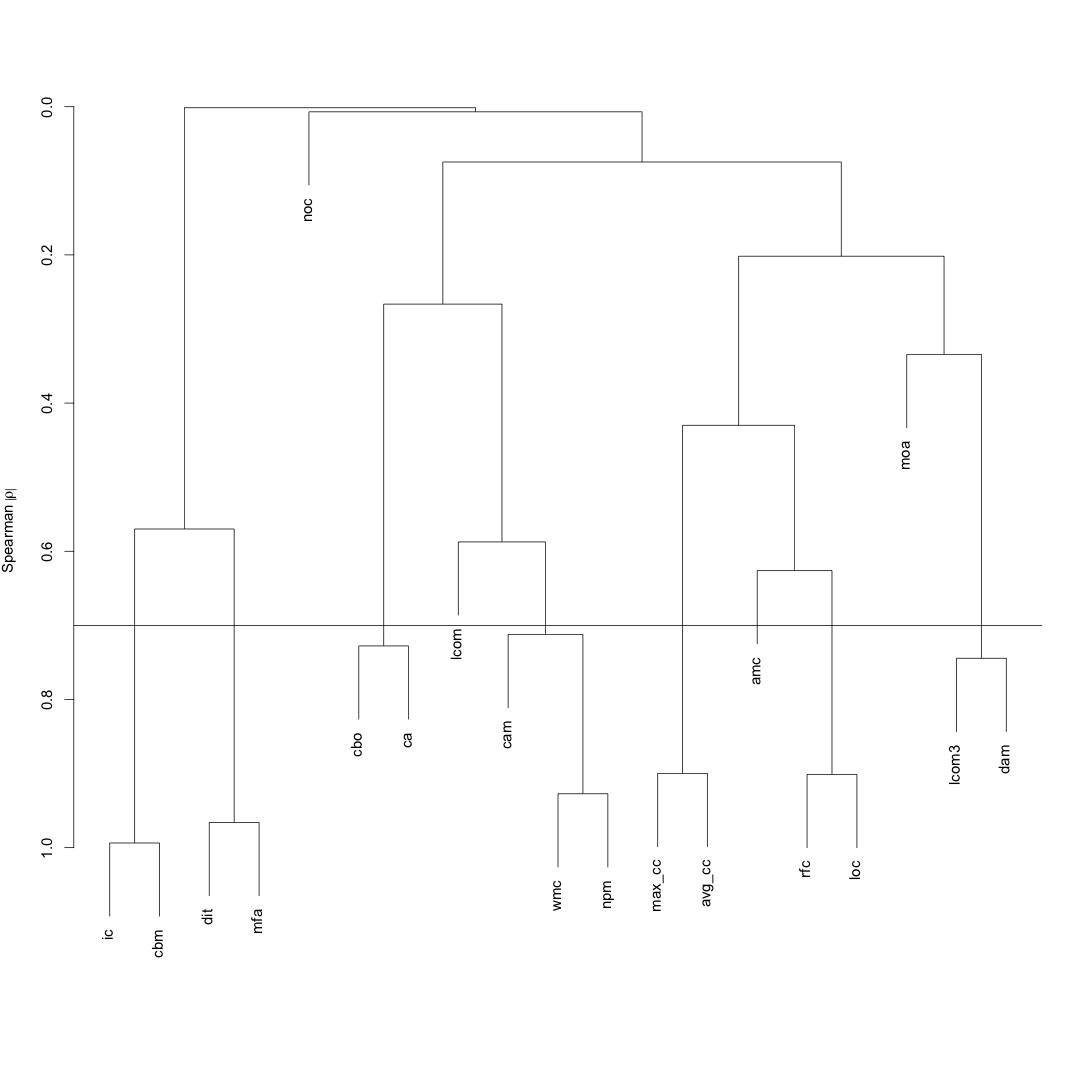 Spearman |ρ|
0.0
0.2
0.4
0.6
0.8
1.0
noc
moa
lcom
amc
cbo
ca
cam
lcom3
dam
wmc
npm
max_cc
avg_cc
rfc
loc
ic
cbm
dit
mfa